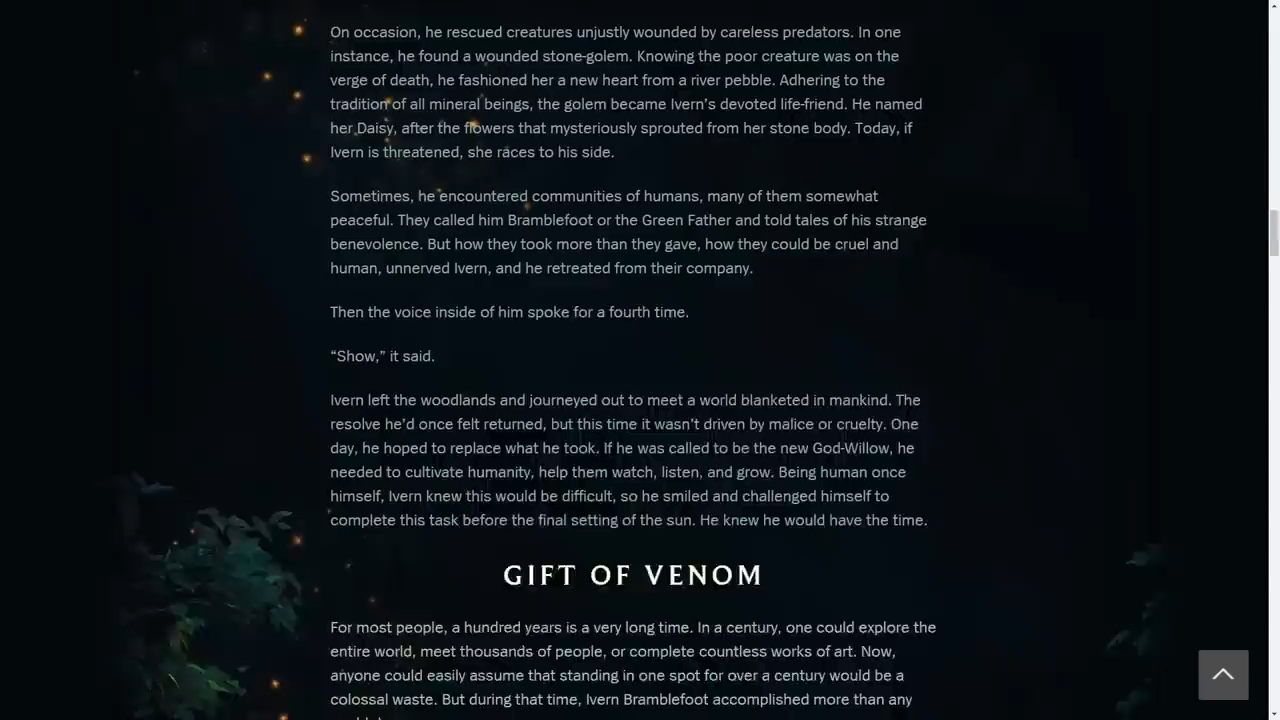 On occasion, he rescued creatures unjustly wounded by careless predators. In one
instance, he found a wounded stone-golem. Knowing the poor creature was on the
verge of death, he fashioned her a new heart from a river pebble. Adhering to the
tradition of all mineral beings, the golem became Ivern’s devoted life-friend. He named
her Daisy, after the flowers that mysteriously sprouted from her stone body. Today, if
Ivern is threatened, she races to his side.
Sometimes, he encountered communities of humans, many of them somewhat
peaceful. They called him Bramblefoot or the Green Father and told tales of his strange
benevolence. But how they took more than they gave, how they could be cruel and
human, unnerved Ivern, and he retreated from their company.
Then the voice inside of him spoke for a fourth time.
“Show,” it said.
Ivern left the woodlands and journeyed out to meet a world blanketed in mankind. The
resolve he’d once felt returned, but this time it wasn’t driven by malice or cruelty. One
day, he hoped to replace what he took. If he was called to be the new God-Willow, he
needed to cultivate humanity, help them watch, listen, and grow. Being human once
himself, Ivern knew this would be difficult, so he smiled and challenged himself to
complete this task before the final setting of the sun. He knew he would have the time.
GIFT OF VENOM
For most people, a hundred years is a very long time. In a century, one could explore the
entire world, meet thousands of people, or complete countless works of art. Now,
anyone could easily assume that standing in one spot for over a century would be a
colossal waste. But during that time, Ivern Bramblefoot accomplished more than any